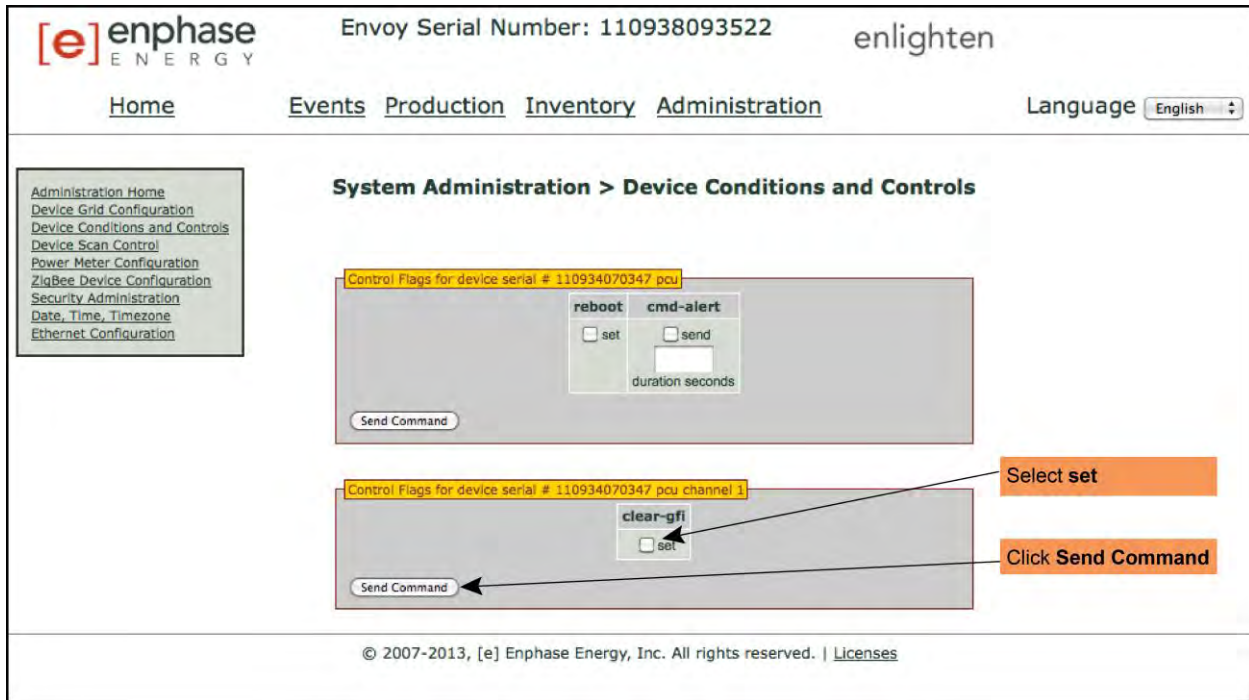 [e] enphase
ENERGY
Envoy Serial Number: 110938093522
enlighten
Home Events Production Inventory Administration Language English
Administration Home
Device Grid Configuration
Device Conditions and Controls
Device Scan Control
Power Meter Configuration
ZigBee Device Configuration
Security Administration
Date, Time, Timezone
Ethernet Configuration
System Administration > Device Conditions and Controls
Control Flags for device serial # 110934070347 pcu
reboot cmd-alert
set send
duration seconds
Send Command
Control Flags for device serial # 110934070347 pcu channel 1
clear-gfi
set
Send Command
Select set
Click Send Command
© 2007-2013, [e] Enphase Energy, Inc. All rights reserved. | Licenses